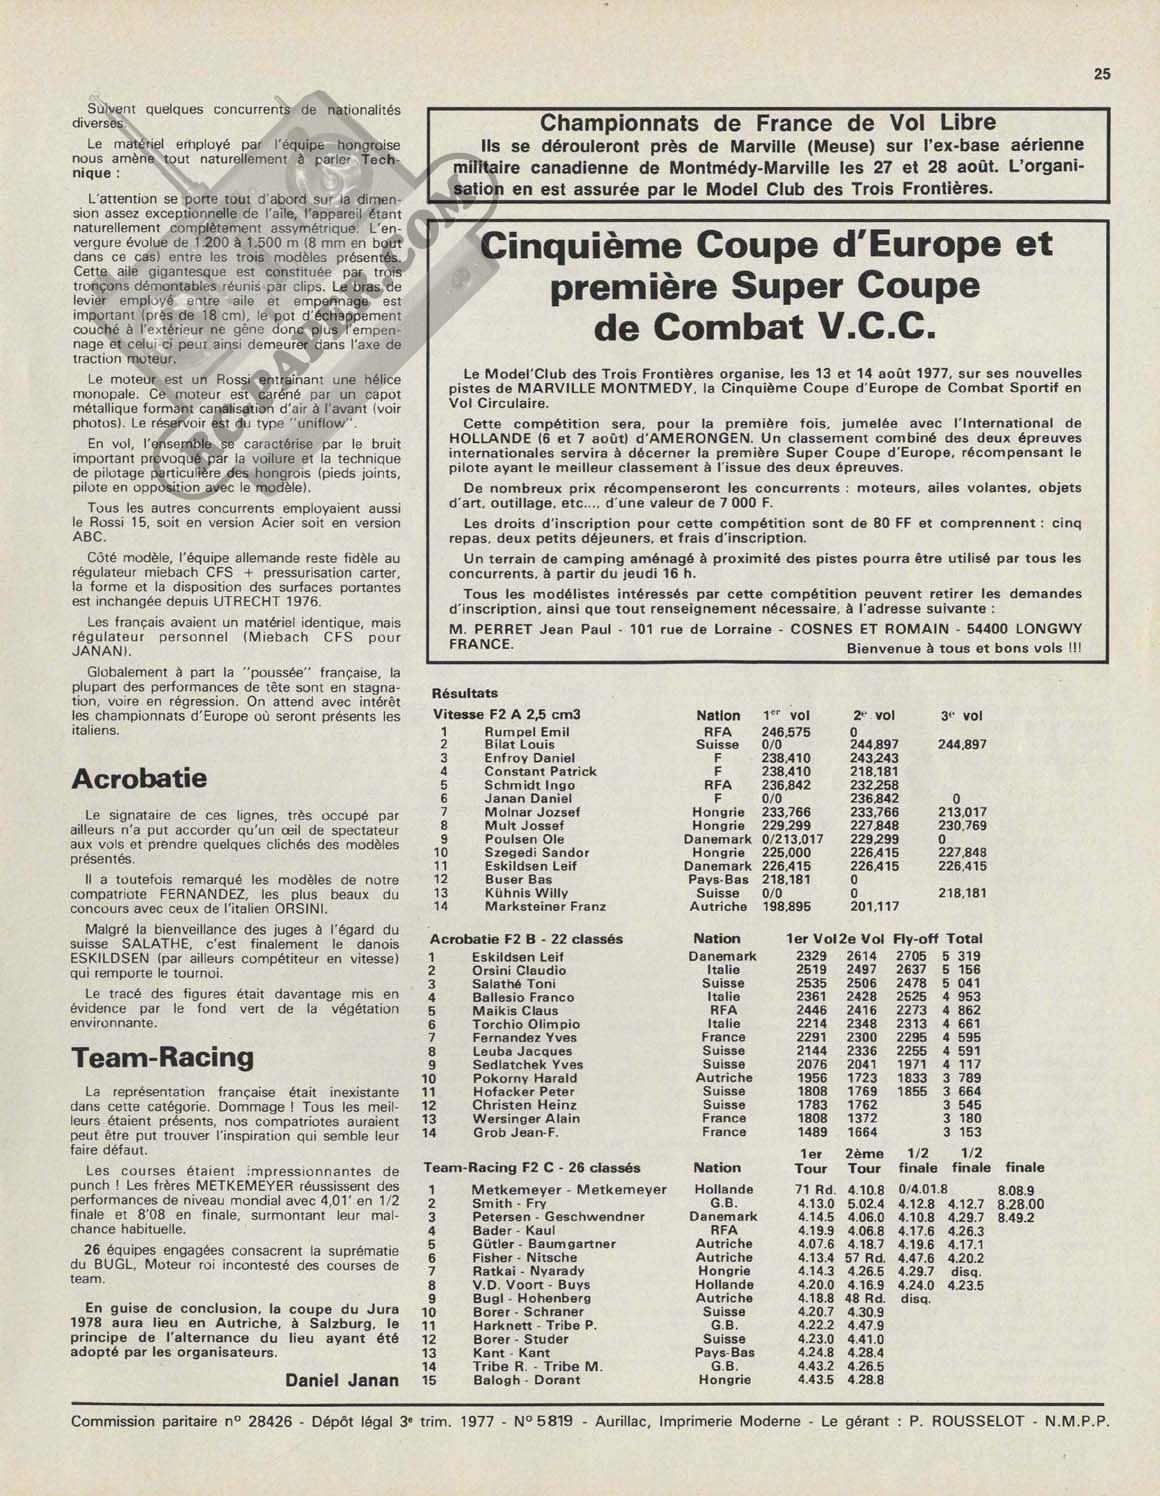 25
Suivent quelques concurrents de nationalités
diverses.
Le matériel employé par l'équipe hongroise
nous amène tout naturellement à parler Tech-
nique :
L'attention se porte tout d'abord sur la dimen-
sion assez exceptionnelle de l'aile, l'appareil étant
naturellement complètement assymétrique. L'en-
vergure évolue de 1.200 à 1.500 m (8 mm en bout
dans ce cas) entre les trois modèles présentés.
Cette aile gigantesque est constituée par trois
tronçons démontables réunis par clips. Le bras de
levier employé entre aile et empennage est
important (près de 18 cm), le pot d'échappement
couché à l'extérieur ne gêne donc plus l'empen-
nage et celui-ci peut ainsi demeurer dans l'axe de
traction moteur.
Le moteur est un Rossi entraînant une hélice
monopale. Ce moteur est caréné par un capot
métallique formant canalisation d'air à l'avant (voir
photos). Le réservoir est du type "uniflow".
En vol, l'ensemble se caractérise par le bruit
important provoqué par la voilure et la technique
de pilotage particulière des hongrois (pieds joints,
pilote en opposition avec le modèle).
Tous les autres concurrents employaient aussi
le Rossi 15, soit en version Acier soit en version
ABC.
Côté modèle, l'équipe allemande reste fidèle au
régulateur miebach CFS + pressurisation carter,
la forme et la disposition des surfaces portantes
est inchangée depuis UTRECHT 1976.
Les français avaient un matériel identique, mais
régulateur personnel (Miebach CFS pour
JANAN).
Globalement à part la "poussée" française, la
plupart des performances de tête sont en stagna-
tion, voire en régression. On attend avec intérêt
les championnats d'Europe où seront présents les
italiens.
Acrobatie
Le signataire de ces lignes, très occupé par
ailleurs n'a put accorder qu'un œil de spectateur
aux vols et prendre quelques clichés des modèles
présentés.
Il a toutefois remarqué les modèles de notre
compatriote FERNANDEZ, les plus beaux du
concours avec ceux de l'italien ORSINI.
Malgré la bienveillance des juges à l'égard du
suisse SALATHE, c'est finalement le danois
ESKILDSEN (par ailleurs compétiteur en vitesse)
qui remporte le tournoi.
Le tracé des figures était davantage mis en
évidence par le fond vert de la végétation
environnante.
Team-Racing
La représentation française était inexistante
dans cette catégorie. Dommage ! Tous les meil-
leurs étaient présents, nos compatriotes auraient
peut être put trouver l'inspiration qui semble leur
faire défaut.
Les courses étaient impressionnantes de
punch ! Les frères METKEMEYER réussissent des
performances de niveau mondial avec 4,01' en 1/2
finale et 8'08 en finale, surmontant leur mal-
chance habituelle.
26 équipes engagées consacrent la suprématie
du BUGL, Moteur roi incontesté des courses de
team.
En guise de conclusion, la coupe du Jura
1978 aura lieu en Autriche, à Salzburg, le
principe de l'alternance du lieu ayant été
adopté par les organisateurs.
Daniel Janan
Championnats de France de Vol Libre
Ils se dérouleront près de Marville (Meuse) sur l'ex-base aérienne
militaire canadienne de Montmédy-Marville les 27 et 28 août. L'organi-
sation en est assurée par le Model Club des Trois Frontières.
Cinquième Coupe d'Europe et
première Super Coupe
de Combat V.C.C.
Le Model'Club des Trois Frontières organise, les 13 et 14 août 1977, sur ses nouvelles
pistes de MARVILLE MONTMEDY, la Cinquième Coupe d'Europe de Combat Sportif en
Vol Circulaire.
Cette compétition sera, pour la première fois, jumelée avec l'International de
HOLLANDE (6 et 7 août) d'AMERONGEN. Un classement combiné des deux épreuves
internationales servira à décerner la première Super Coupe d'Europe, récompensant le
pilote ayant le meilleur classement à l'issue des deux épreuves.
De nombreux prix récompenseront les concurrents : moteurs, ailes volantes, objets
d'art, outillage, etc..., d'une valeur de 7 000 F.
Les droits d'inscription pour cette compétition sont de 80 FF et comprennent : cinq
repas, deux petits déjeuners, et frais d'inscription.
Un terrain de camping aménagé à proximité des pistes pourra être utilisé par tous les
concurrents, à partir du jeudi 16 h.
Tous les modélistes intéressés par cette compétition peuvent retirer les demandes
d'inscription, ainsi que tout renseignement nécessaire, à l'adresse suivante :
M. PERRET Jean Paul - 101 rue de Lorraine - COSNES ET ROMAIN - 54400 LONGWY
FRANCE. Bienvenue à tous et bons vols !!!
Résultats
Vitesse F2 A 2,5 cm3 Nation 1er vol 2e vol 3e vol
1 Rumpel Emil RFA 246,575 0
2 Bilat Louis Suisse 0/0 244,897 244,897
3 Enfroy Daniel F 238,410 243,243
4 Constant Patrick F 238,410 218,181
5 Schmidt Ingo RFA 236,842 232,258
6 Janan Daniel F 0/0 236,842 0
7 Molnar Jozsef Hongrie 233,766 233,766 213,017
8 Mult Jossef Hongrie 229,299 227,848 230,769
9 Poulsen Ole Danemark 0/213,017 229,299 0
10 Szegedi Sandor Hongrie 225,000 226,415 227,848
11 Eskildsen Leif Danemark 226,415 226,415 226,415
12 Buser Bas Pays-Bas 218,181 0
13 Kühnis Willy Suisse 0/0 0 218,181
14 Marksteiner Franz Autriche 198,895 201,117
Acrobatie F2 B - 22 classés Nation 1er Vol 2e Vol Fly-off Total
1 Eskildsen Leif Danemark 2329 2614 2705 5 319
2 Orsini Claudio Italie 2519 2497 2637 5 156
3 Salathé Toni Suisse 2535 2506 2478 5 041
4 Ballesio Franco Italie 2361 2428 2525 4 953
5 Maikis Claus RFA 2446 2416 2273 4 862
6 Torchio Olimpio Italie 2214 2348 2313 4 661
7 Fernandez Yves France 2291 2300 2295 4 595
8 Leuba Jacques Suisse 2144 2336 2255 4 591
9 Sedlatchek Yves Suisse 2076 2041 1971 4 117
10 Pokorny Harald Autriche 1956 1723 1833 3 789
11 Hofacker Peter Suisse 1808 1769 1855 3 664
12 Christen Heinz Suisse 1783 1762 3 545
13 Wersinger Alain France 1808 1372 3 180
14 Grob Jean-F. France 1489 1664 3 153
1er 2ème 1/2 1/2
Team-Racing F2 C - 26 classés Nation Tour Tour finale finale finale
1 Metkemeyer - Metkemeyer Hollande 71 Rd. 4.10.8 0/4.01.8 8.08.9
2 Smith - Fry G.B. 4.13.0 5.02.4 4.12.8 4.12.7 8.28.00
3 Petersen - Geschwendner Danemark 4.14.5 4.06.0 4.10.8 4.29.7 8.49.2
4 Bader - Kaul RFA 4.19.9 4.06.8 4.17.6 4.26.3
5 Gütler - Baumgartner Autriche 4.07.6 4.18.7 4.19.6 4.17.1
6 Fisher - Nitsche Autriche 4.13.4 57 Rd. 4.47.6 4.20.2
7 Ratkai - Nyarady Hongrie 4.14.3 4.26.5 4.29.7 disq.
8 V.D. Voort - Buys Hollande 4.20.0 4.16.9 4.24.0 4.23.5
9 Bugl - Hohenberg Autriche 4.18.8 48 Rd. disq.
10 Borer - Schraner Suisse 4.20.7 4.30.9
11 Harknett - Tribe P. G.B. 4.22.2 4.47.9
12 Borer - Studer Suisse 4.23.0 4.41.0
13 Kant - Kant Pays-Bas 4.24.8 4.28.4
14 Tribe R. - Tribe M. G.B. 4.43.2 4.26.5
15 Balogh - Dorant Hongrie 4.43.5 4.28.8
Commission paritaire n° 28426 - Dépôt légal 3e trim. 1977 - N° 5819 - Aurillac, Imprimerie Moderne - Le gérant : P. ROUSSELOT - N.M.P.P.
RC-PAPER.COM